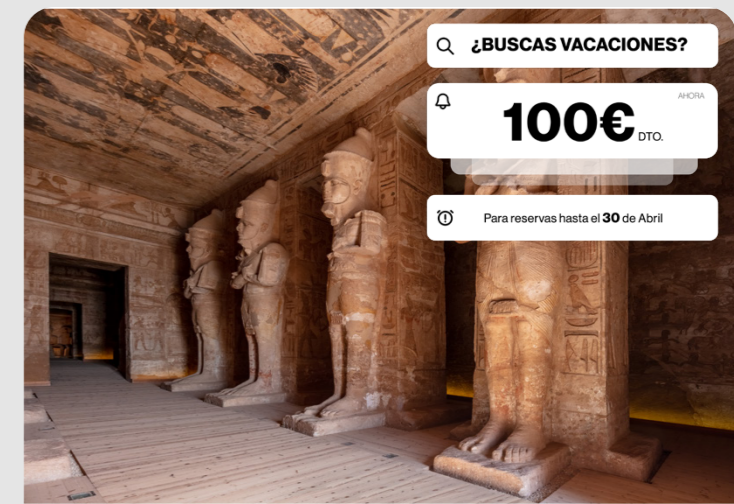 ¿BUSCAS VACACIONES?
AHORA
100€ DTO.
Para reservas hasta el 30 de Abril